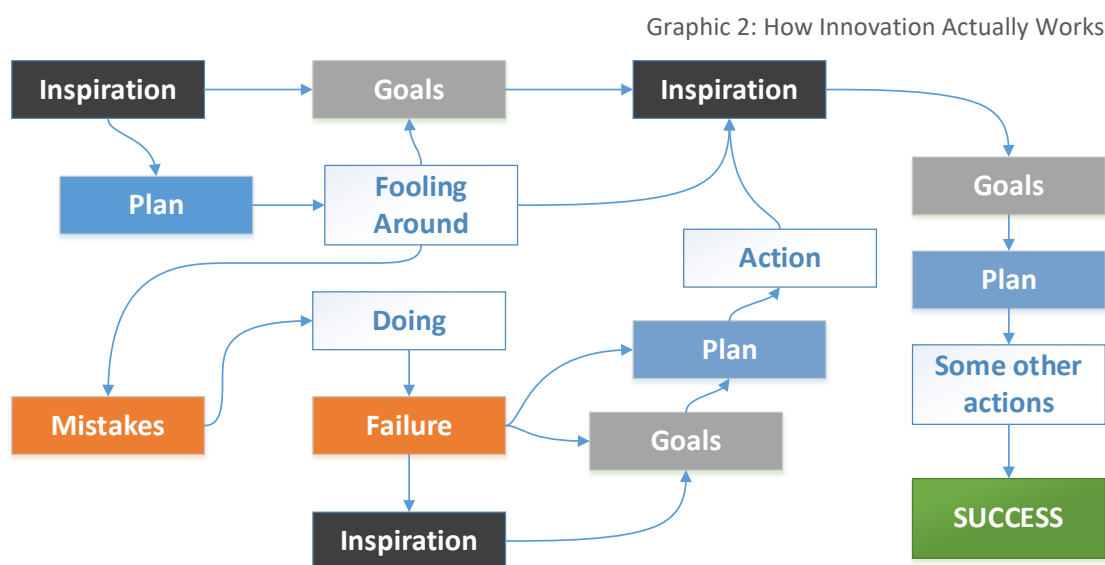 Graphic 2: How Innovation Actually Works
Inspiration
Goals
Inspiration
Plan
Fooling
Around
Goals
Action
Plan
Doing
Plan
Some other
actions
Mistakes
Failure
Goals
SUCCESS
Inspiration